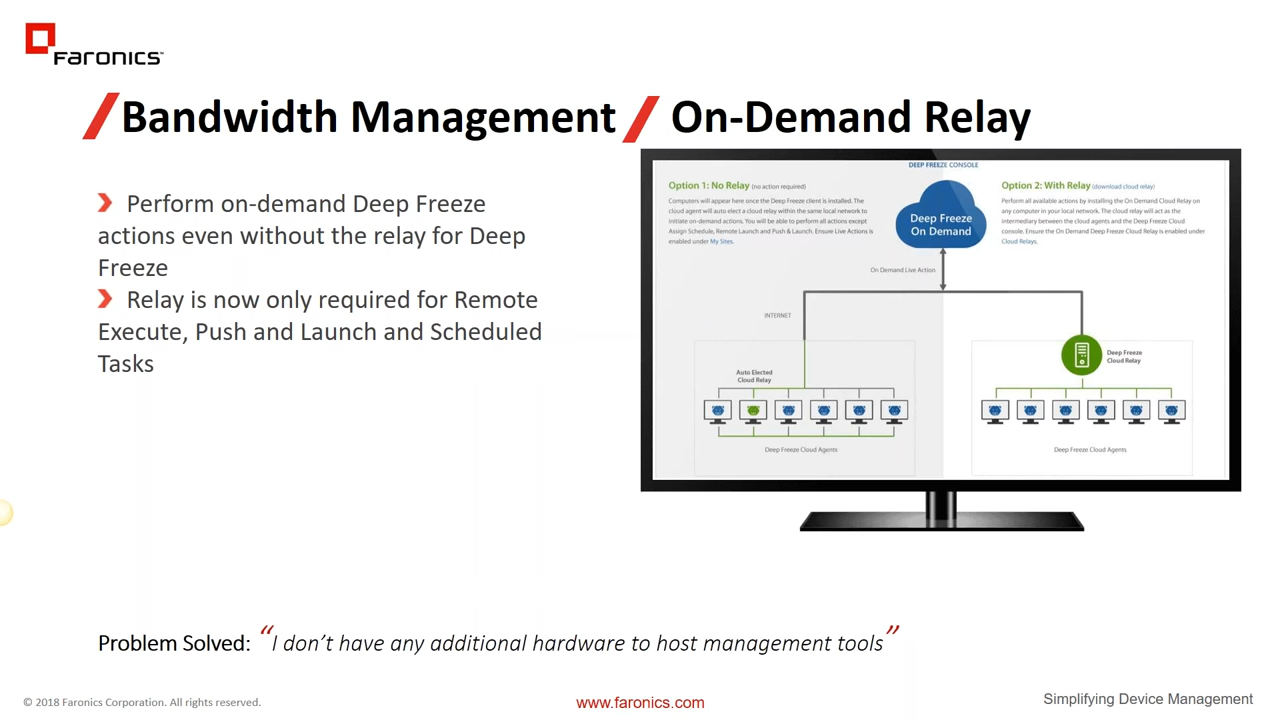 FaRONICS™
Bandwidth Management
On-Demand Relay
Perform on-demand Deep Freeze
actions even without the relay for Deep
Freeze
Relay is now only required for Remote
Execute, Push and Launch and Scheduled
Tasks
DEEP FREEZE CONSOLE
Option 1: No Relay (no action required)
Computers will appear here once the Deep Freeze client is installed. The
cloud agent will auto elect a cloud relay within the same local network to
initiate on-demand actions. You will be able to perform all actions except
Assign Schedule, Remote Launch and Push & Launch. Ensure Live Actions is
enabled under My Sites.
Deep Freeze
On Demand
Option 2: With Relay (download cloud relay)
Perform all available actions by installing the On Demand Cloud Relay on
any computer in your local network. The cloud relay will act as the
intermediary between the cloud agents and the Deep Freeze Cloud
console. Ensure the On Demand Deep Freeze Cloud Relay is enabled under
Cloud Relays.
On Demand Live Action
INTERNET
Auto Elected
Cloud Relay
Deep Freeze Cloud Agents
Deep Freeze
Cloud Relay
Deep Freeze Cloud Agents
Problem Solved: “I don’t have any additional hardware to host management tools”
© 2018 Faronics Corporation. All rights reserved.
www.faronics.com
Simplifying Device Management